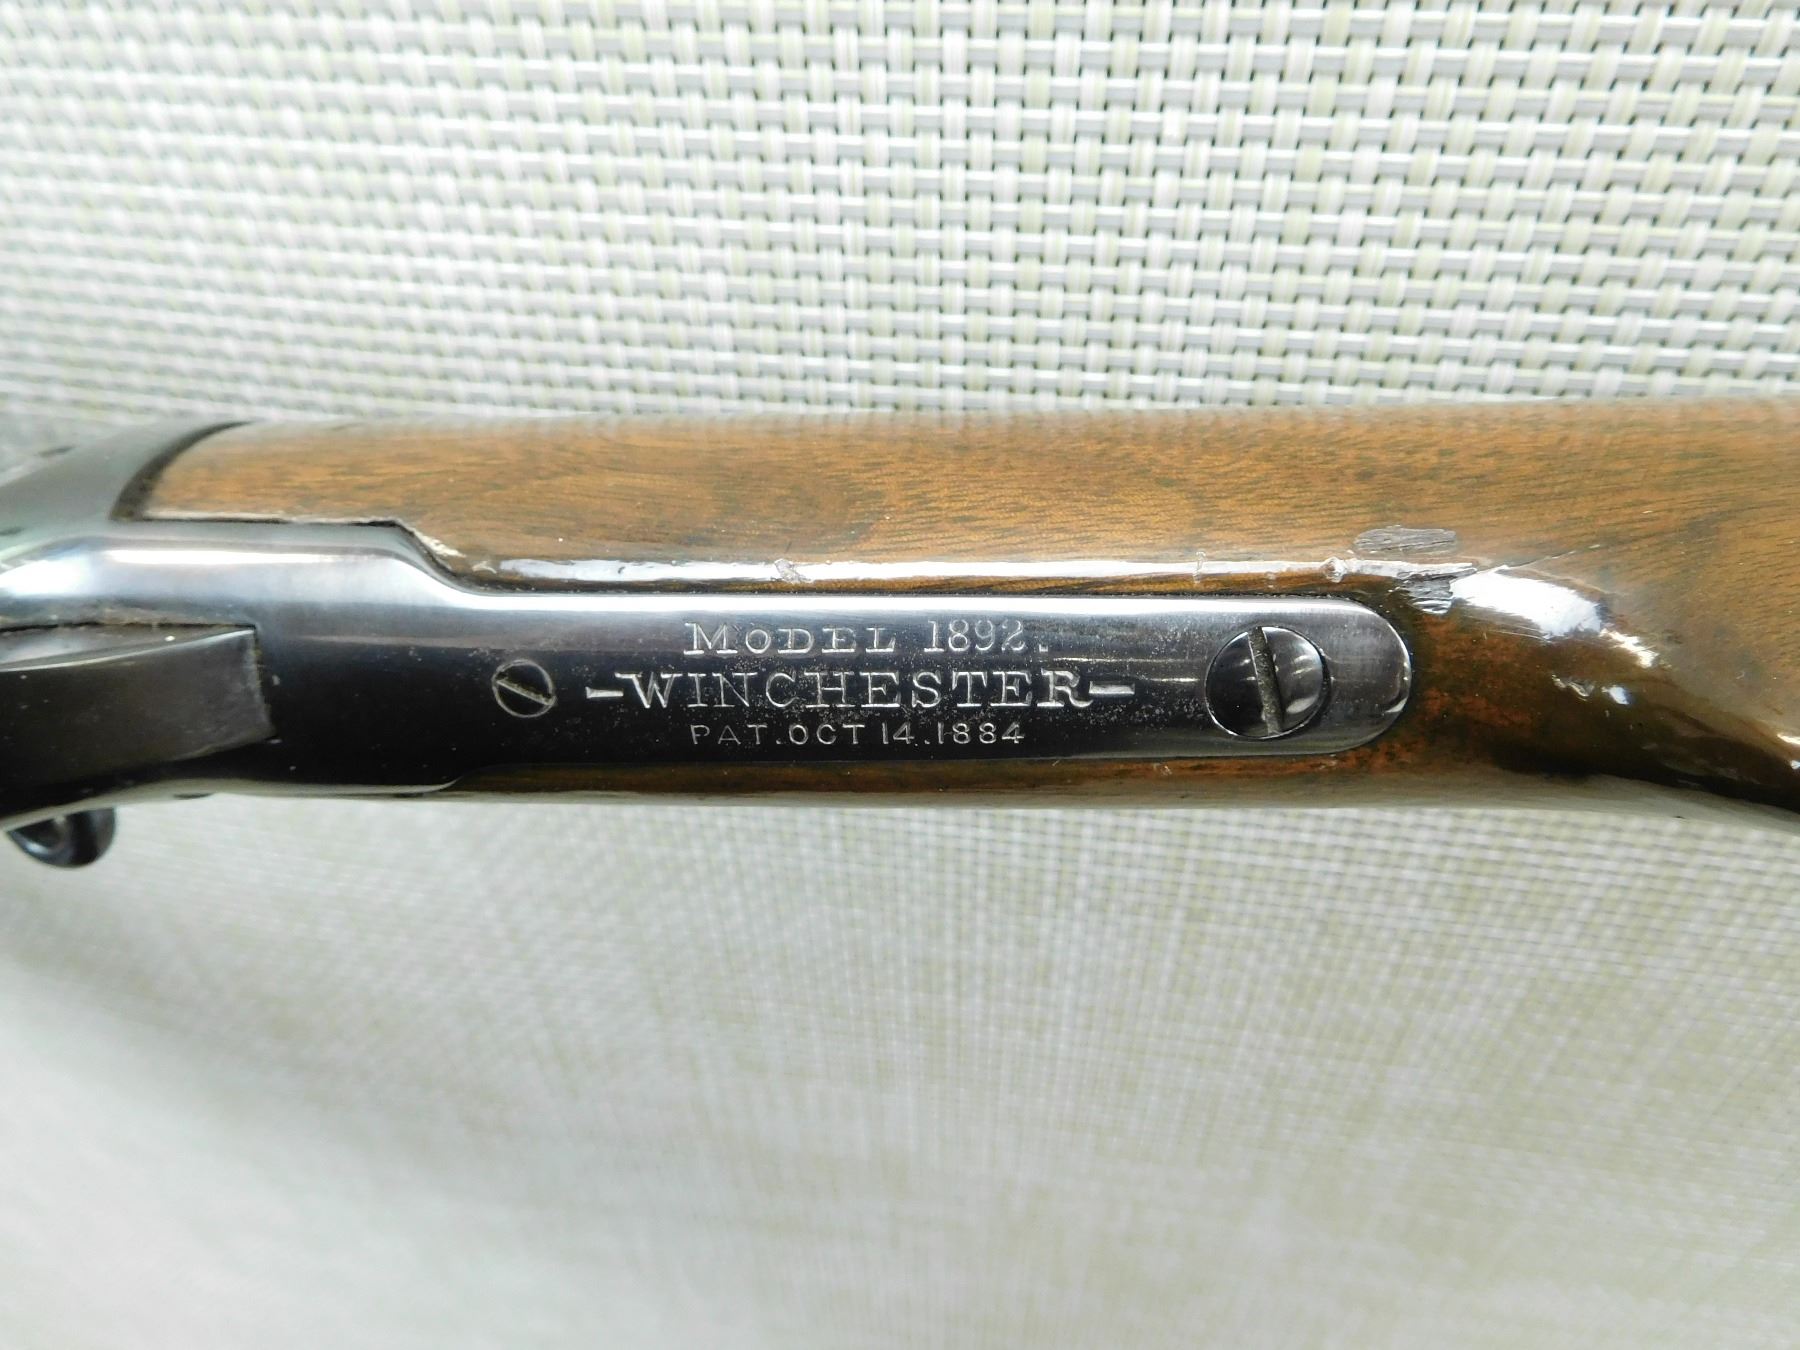 MODEL 1892.
-WINCHESTER-
PAT. OCT 14. 1884